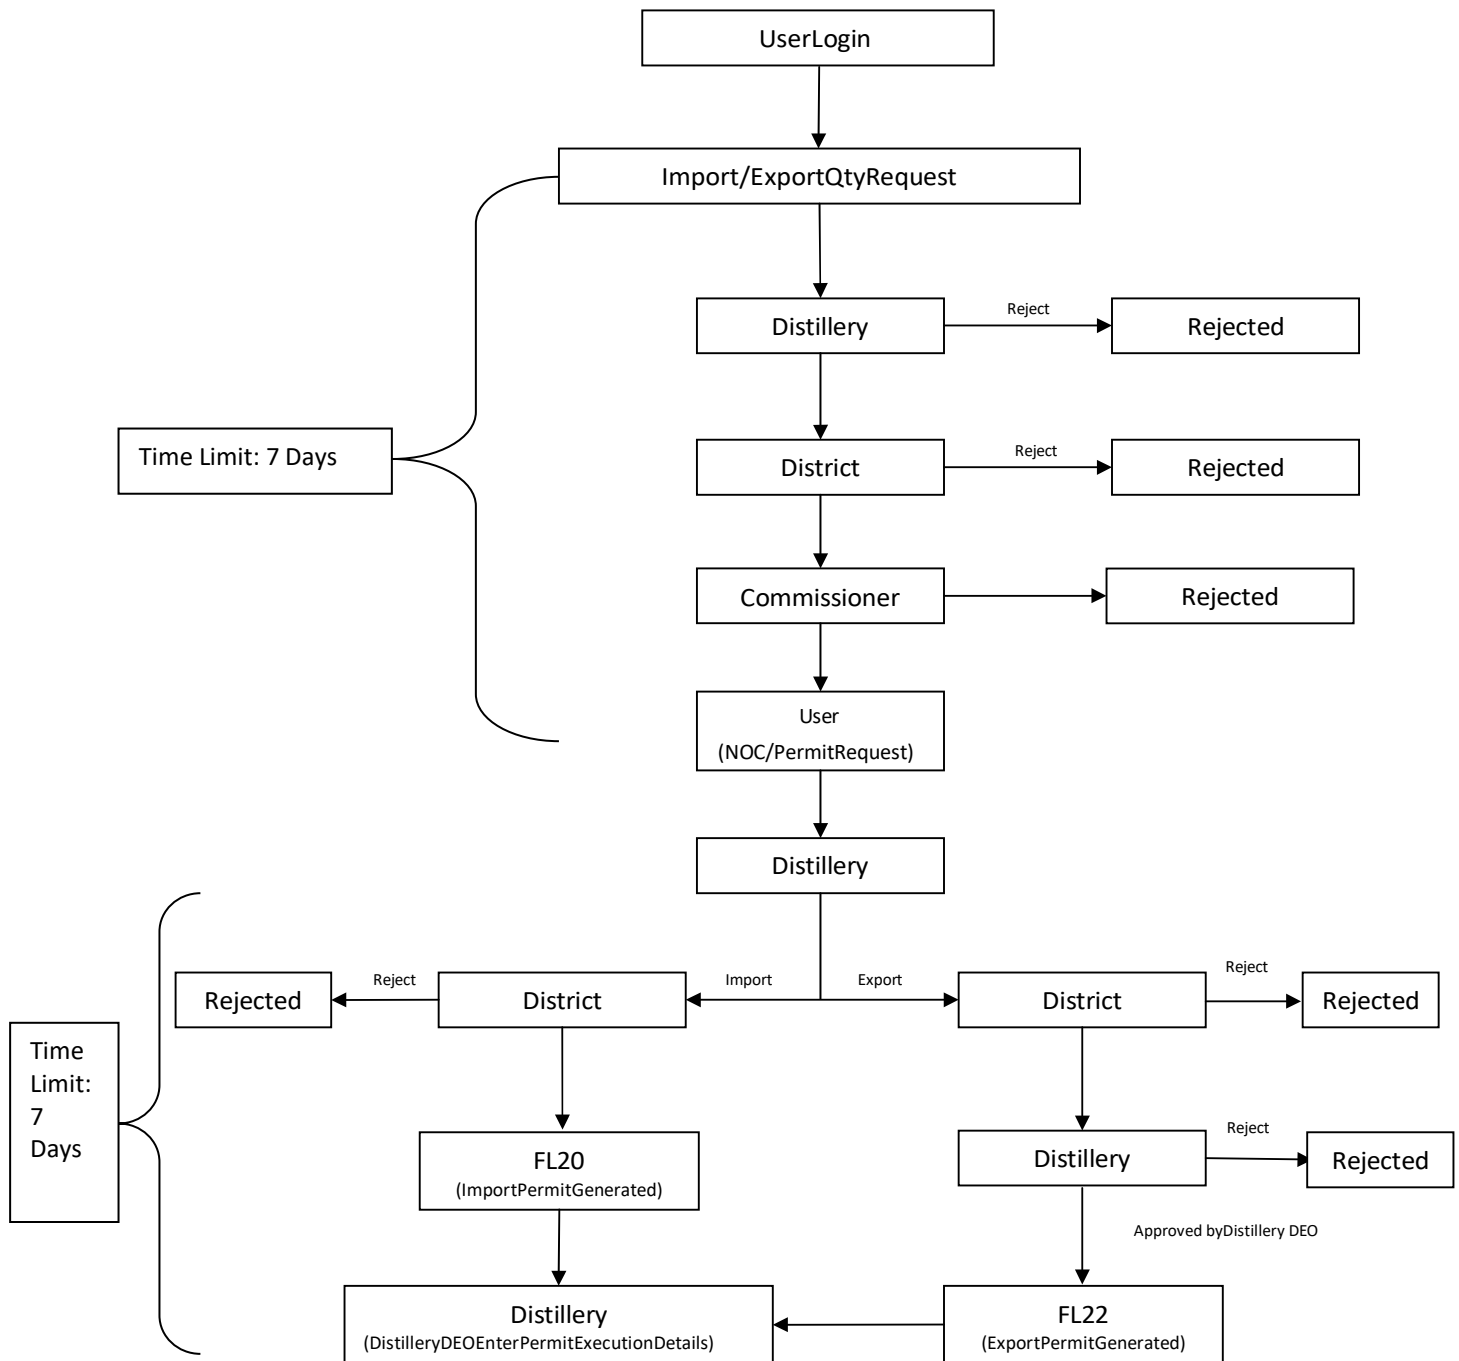 UserLogin
Import/ExportQtyRequest
Distillery
Reject
Rejected
Time Limit: 7 Days
District
Reject
Rejected
Commissioner
Rejected
User
(NOC/PermitRequest)
Distillery
Rejected
Reject
District
Import
Export
District
Reject
Rejected
Time
Limit:
7
Days
FL20
(ImportPermitGenerated)
Distillery
Reject
Rejected
Approved byDistillery DEO
Distillery
(DistilleryDEOEnterPermitExecutionDetails)
FL22
(ExportPermitGenerated)